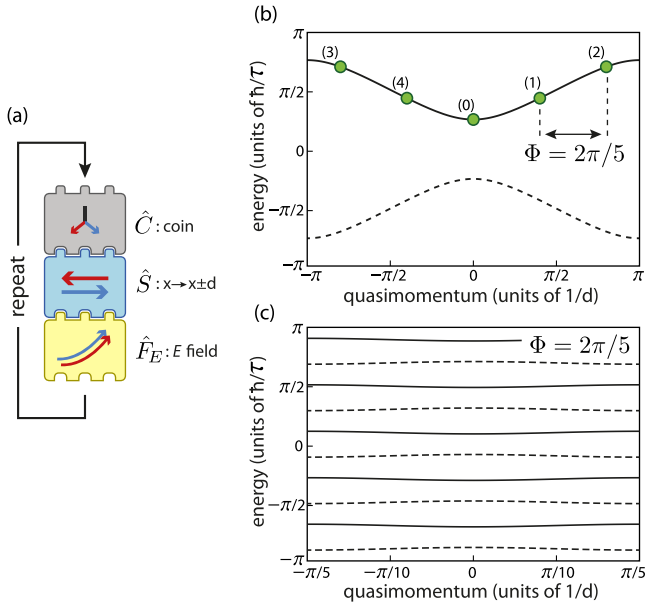 (a)
repeat
Ĉ : coin
Ŝ : x→x±d
F̂_E : E field
(b)
energy (units of ħ/τ)
π
π/2
0
−π/2
−π
(3)
(4)
(0)
(1)
(2)
Φ = 2π/5
−π
−π/2
0
π/2
π
quasimomentum (units of 1/d)
(c)
energy (units of ħ/τ)
π
π/2
0
−π/2
−π
Φ = 2π/5
−π/5
−π/10
0
π/10
π/5
quasimomentum (units of 1/d)